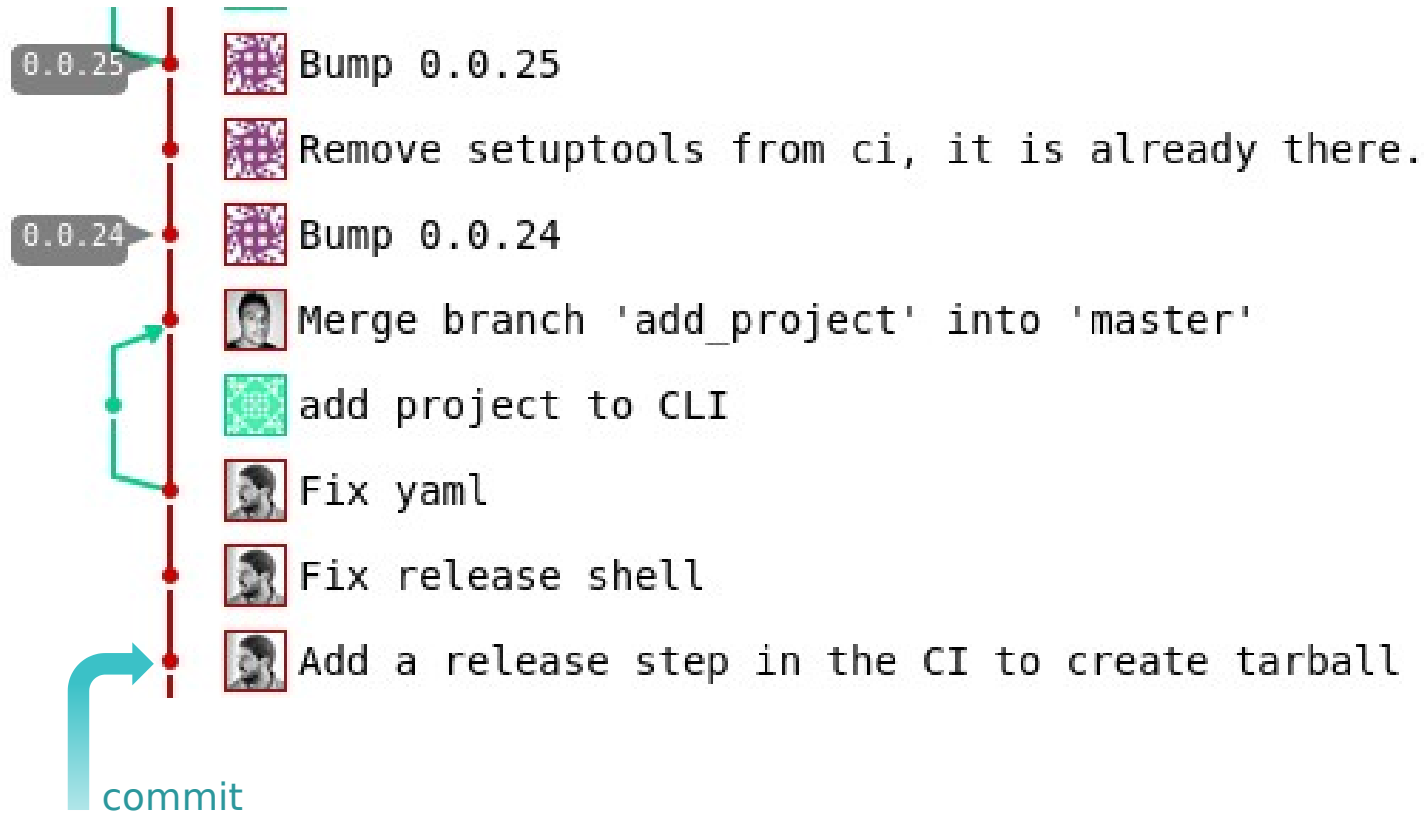 0.0.25 Bump 0.0.25
Remove setuptools from ci, it is already there.
0.0.24 Bump 0.0.24
Merge branch 'add_project' into 'master'
add project to CLI
Fix yaml
Fix release shell
Add a release step in the CI to create tarball
commit